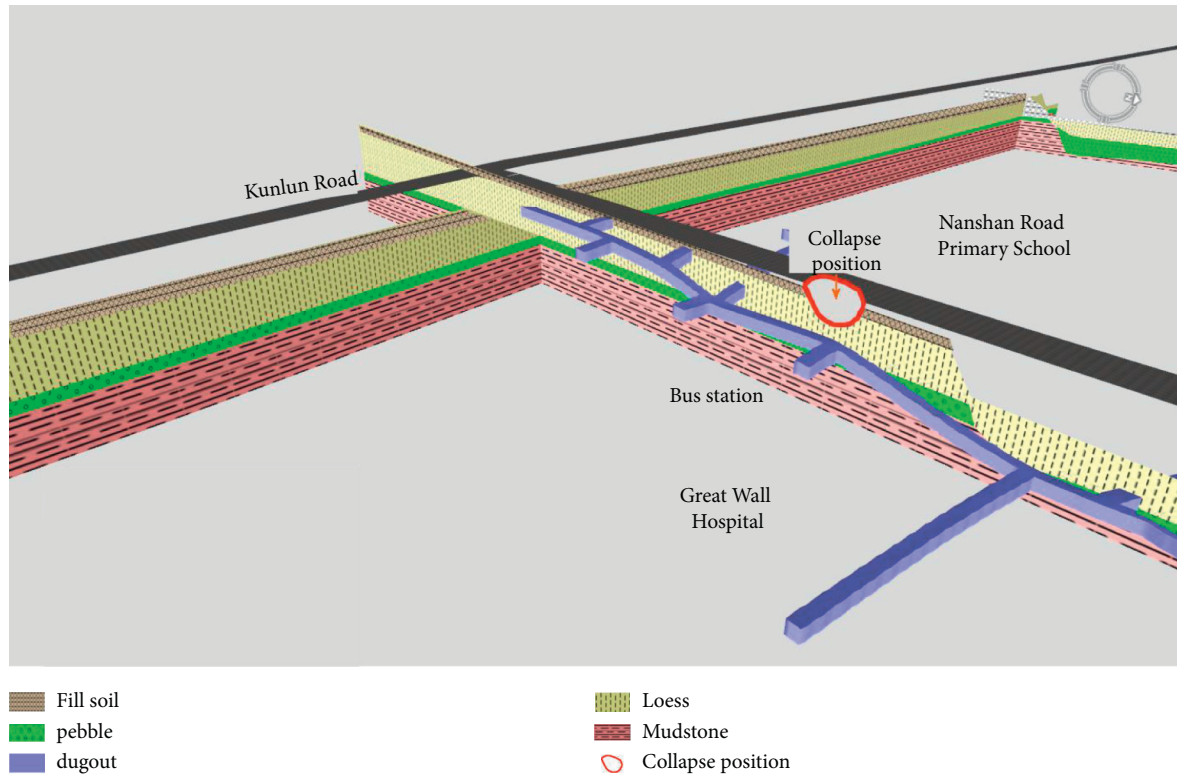 Kunlun Road
Nanshan Road
Primary School
Collapse
position
Bus station
Great Wall
Hospital
Fill soil
pebble
dugout
Loess
Mudstone
Collapse position